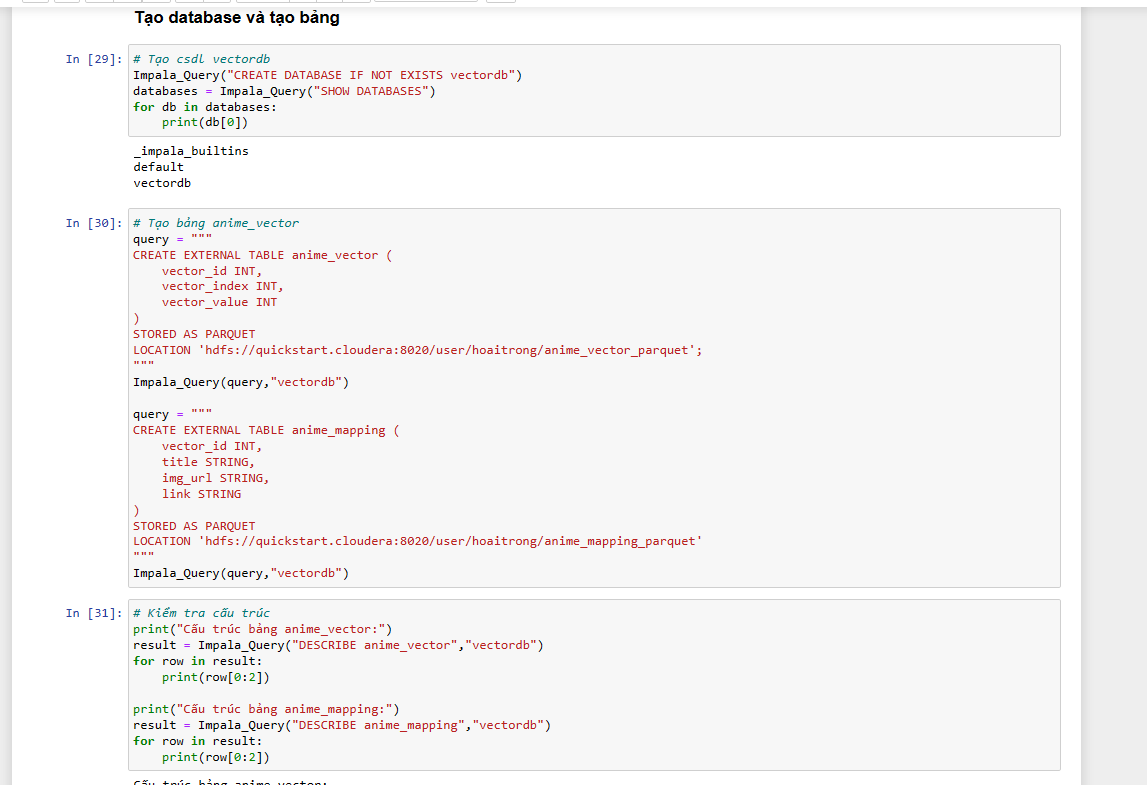 Tạo database và tạo bảng
In [29]:
# Tạo csdl vectordb
Impala_Query("CREATE DATABASE IF NOT EXISTS vectordb")
databases = Impala_Query("SHOW DATABASES")
for db in databases:
    print(db[0])
_impala_builtins
default
vectordb
In [30]:
# Tạo bảng anime_vector
query = """
CREATE EXTERNAL TABLE anime_vector (
    vector_id INT,
    vector_index INT,
    vector_value INT
)
STORED AS PARQUET
LOCATION 'hdfs://quickstart.cloudera:8020/user/hoaitrong/anime_vector_parquet';
"""
Impala_Query(query,"vectordb")
query = """
CREATE EXTERNAL TABLE anime_mapping (
    vector_id INT,
    title STRING,
    img_url STRING,
    link STRING
)
STORED AS PARQUET
LOCATION 'hdfs://quickstart.cloudera:8020/user/hoaitrong/anime_mapping_parquet'
"""
Impala_Query(query,"vectordb")
In [31]:
# Kiểm tra cấu trúc
print("Cấu trúc bảng anime_vector:")
result = Impala_Query("DESCRIBE anime_vector","vectordb")
for row in result:
    print(row[0:2])
print("Cấu trúc bảng anime_mapping:")
result = Impala_Query("DESCRIBE anime_mapping","vectordb")
for row in result:
    print(row[0:2])
Cấu trúc bảng anime_vector: